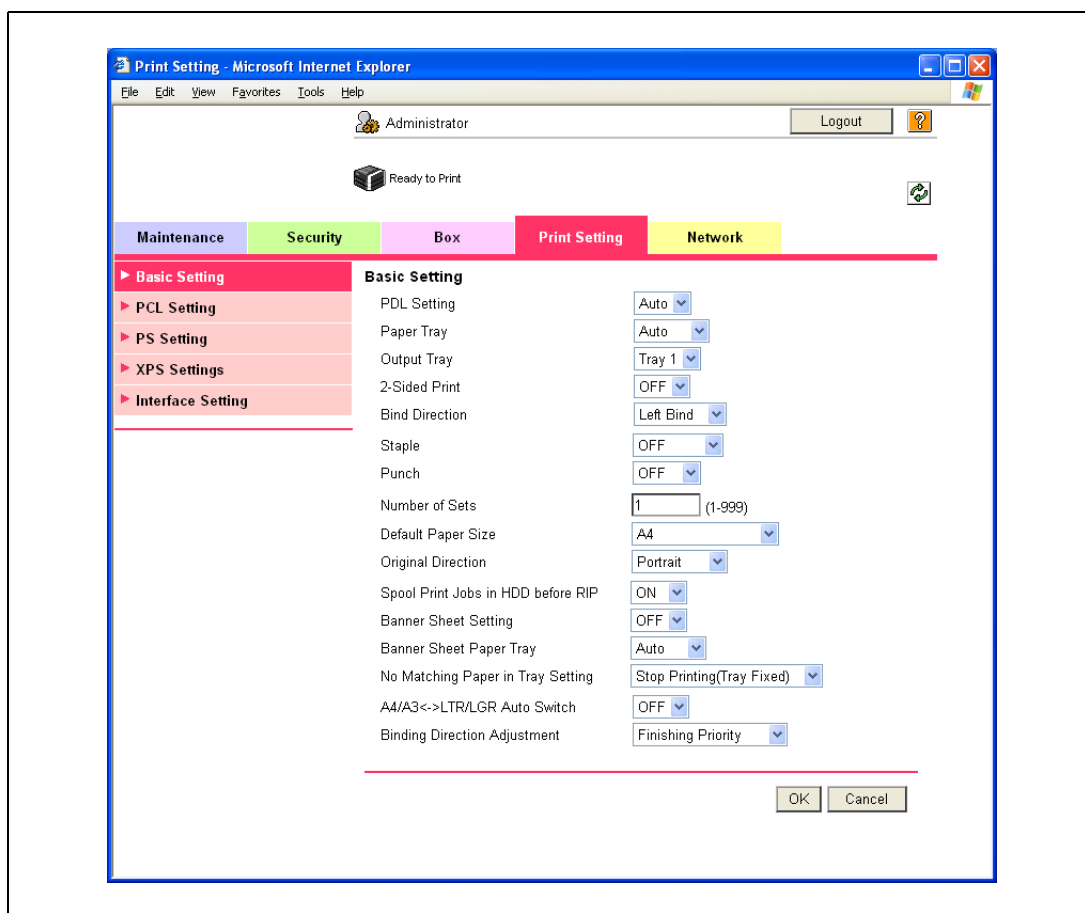 Print Setting - Microsoft Internet Explorer
File Edit View Favorites Tools Help
Administrator Logout ?
Ready to Print
Maintenance Security Box Print Setting Network
Basic Setting
PCL Setting
PS Setting
XPS Settings
Interface Setting
Basic Setting
PDL Setting Auto
Paper Tray Auto
Output Tray Tray 1
2-Sided Print OFF
Bind Direction Left Bind
Staple OFF
Punch OFF
Number of Sets 1 (1-999)
Default Paper Size A4
Original Direction Portrait
Spool Print Jobs in HDD before RIP ON
Banner Sheet Setting OFF
Banner Sheet Paper Tray Auto
No Matching Paper in Tray Setting Stop Printing(Tray Fixed)
A4/A3<->LTR/LGR Auto Switch OFF
Binding Direction Adjustment Finishing Priority
OK Cancel